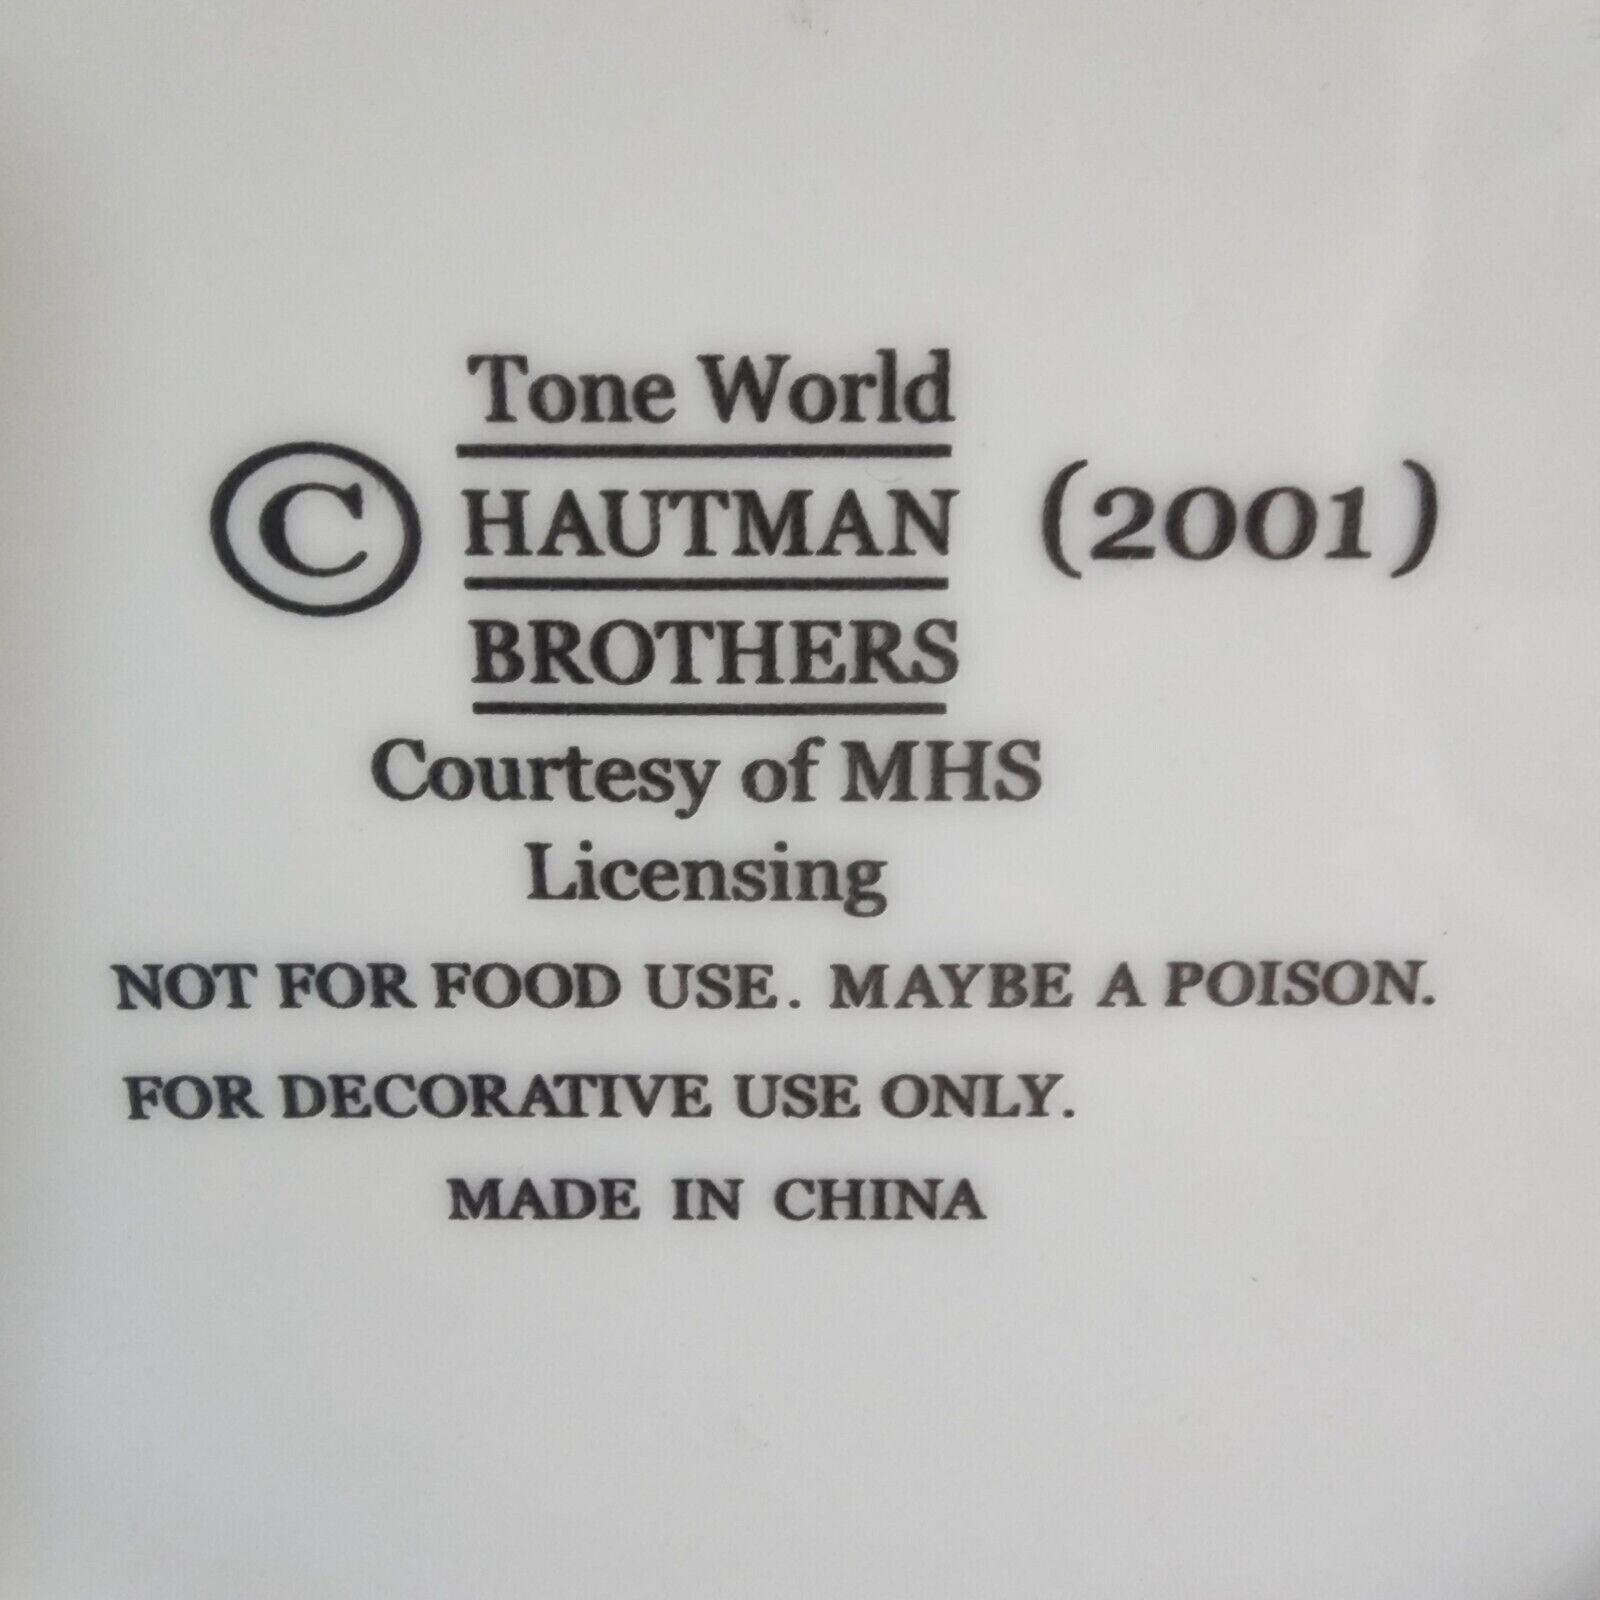 Tone World
© HAUTMAN (2001)
BROTHERS
Courtesy of MHS
Licensing
NOT FOR FOOD USE. MAYBE A POISON.
FOR DECORATIVE USE ONLY.
MADE IN CHINA